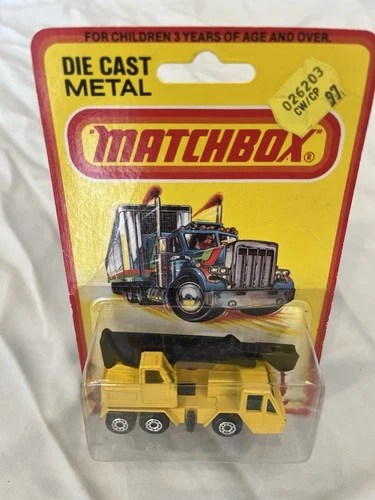 FOR CHILDREN 3 YEARS OF AGE AND OVER.
DIE CAST
METAL
026203
CW/CP
97
"MATCHBOX"®